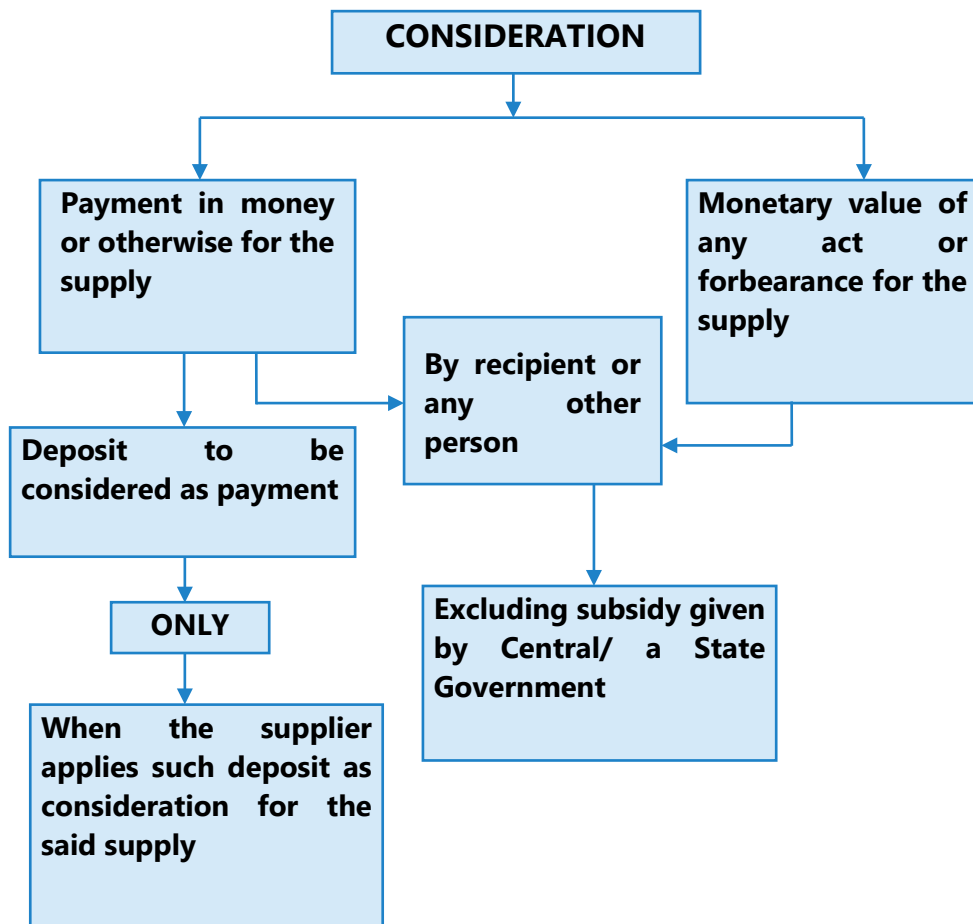 CONSIDERATION
Payment in money
or otherwise for the
supply
Monetary value of
any act or
forbearance for the
supply
By recipient or
any other
person
Deposit to be
considered as payment
ONLY
Excluding subsidy given
by Central/ a State
Government
When the supplier
applies such deposit as
consideration for the
said supply